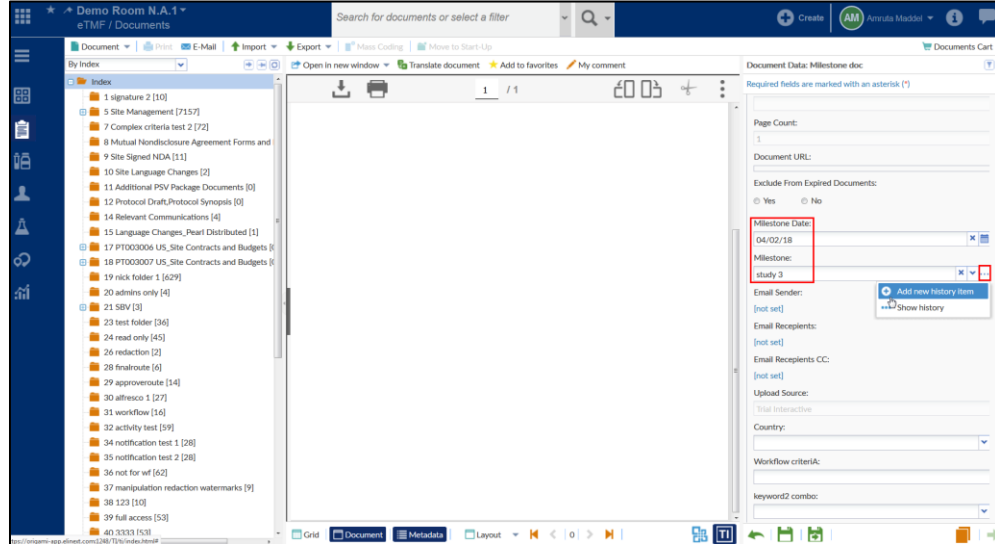 Demo Room N.A.1
eTMF / Documents
Search for documents or select a filter
Create
AM
Amruta Maddel
Document
Print
E-Mail
Import
Export
Mass Coding
Move to Start-Up
Documents Cart
By Index
Open in new window
Translate document
Add to favorites
My comment
Document Data: Milestone doc
Required fields are marked with an asterisk (*)
Index
1 signature 2 [10]
5 Site Management [7157]
7 Complex criteria test 2 [72]
8 Mutual Nondisclosure Agreement Forms and
9 Site Signed NDA [11]
10 Site Language Changes [2]
11 Additional PSV Package Documents [0]
12 Protocol Draft,Protocol Synopsis [0]
14 Relevant Communications [4]
15 Language Changes_Pearl Distributed [1]
17 PT003006 US_Site Contracts and Budgets [0
18 PT003007 US_Site Contracts and Budgets [0
19 nick folder 1 [629]
20 admins only [4]
21 SBV [3]
23 test folder [36]
24 read only [45]
26 redaction [2]
28 finalroute [6]
29 approveroute [14]
30 alfresco 1 [27]
31 workflow [16]
32 activity test [59]
34 notification test 1 [28]
35 notification test 2 [28]
36 not for wf [62]
37 manipulation redaction watermarks [9]
38 123 [10]
39 full access [53]
40 3333 [53]
1 / 1
Page Count:
1
Document URL:
Exclude From Expired Documents:
Yes
No
Milestone Date:
04/02/18
Milestone:
study 3
Add new history item
Show history
Email Sender:
[not set]
Email Recepients:
[not set]
Email Recepients CC:
[not set]
Upload Source:
Trial Interactive
Country:
Workflow criteriA:
keyword2 combo:
Grid
Document
Metadata
Layout
0
TI